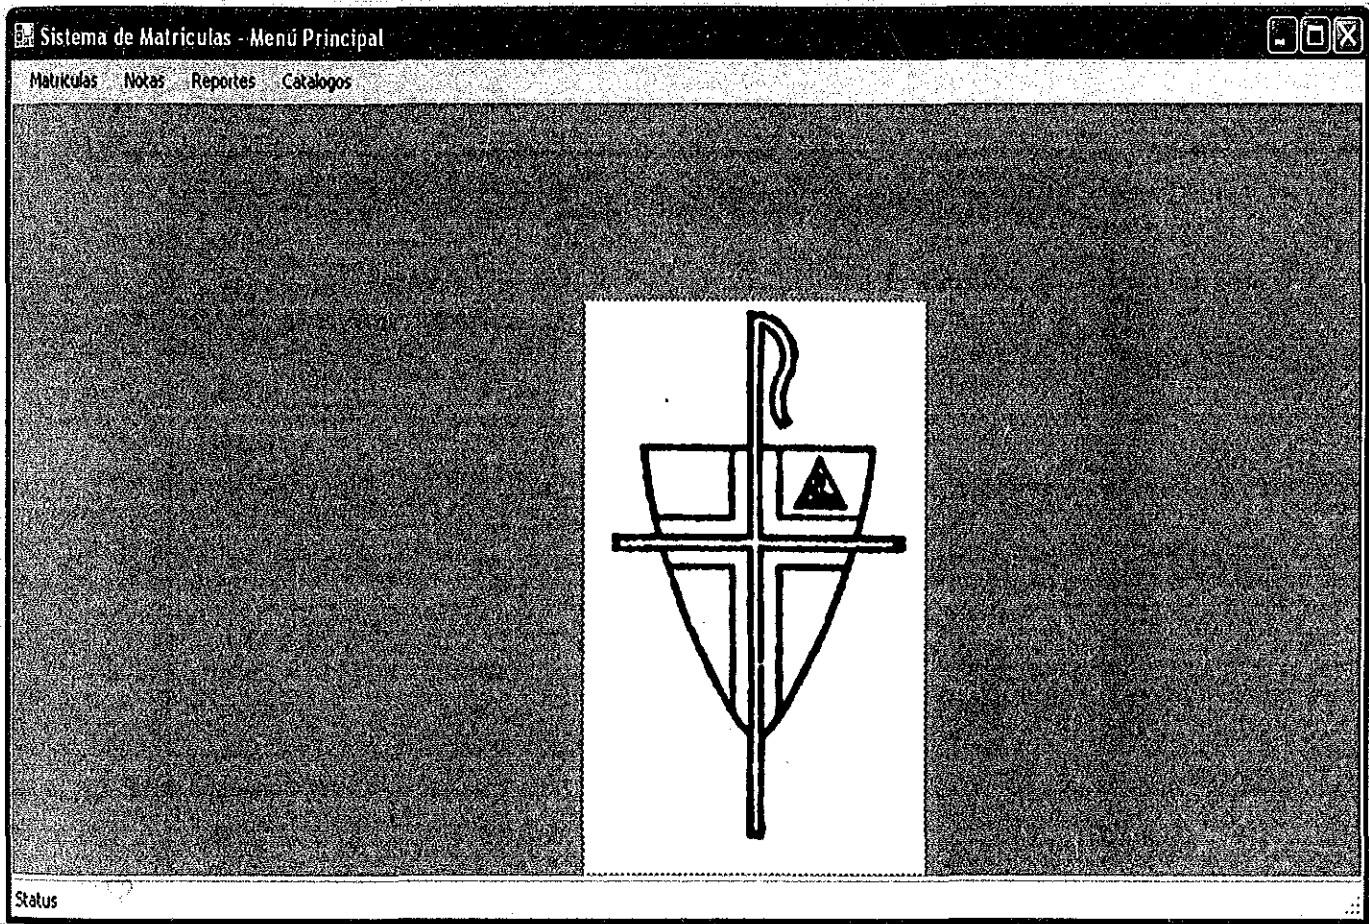 Sistema de Matriculas - Menú Principal
Matriculas Notas Reportes Catalogos
Status